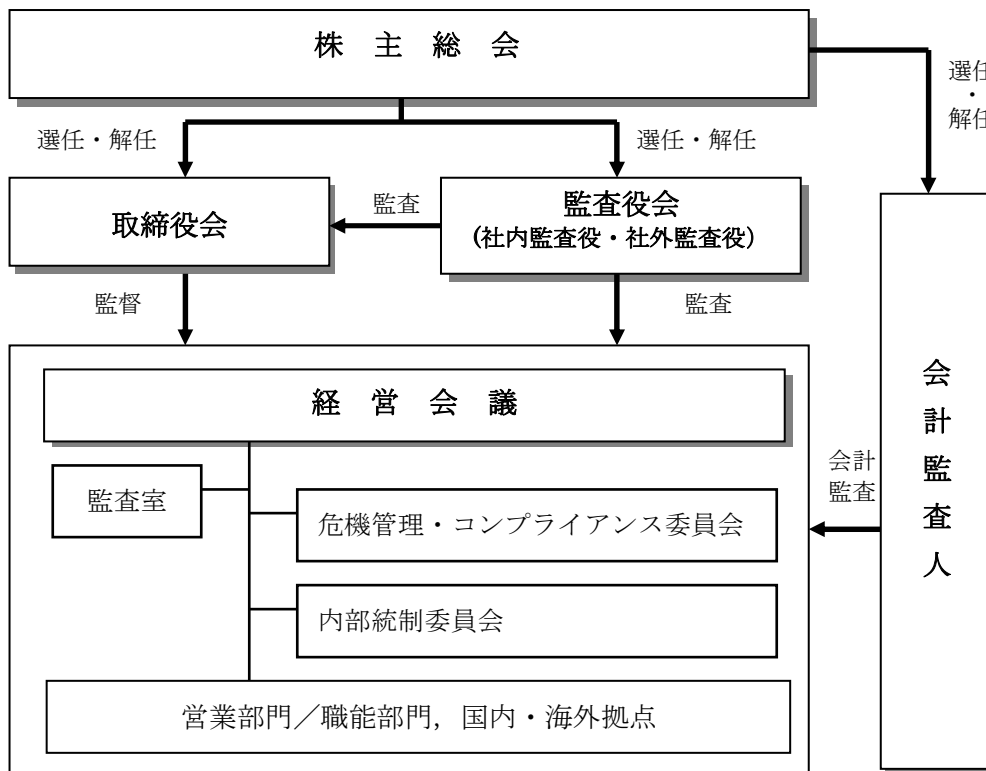 株 主 総 会
選任・解任
選任・解任
選任
・
解任
取締役会
監査
監査役会
(社内監査役・社外監査役)
監督
監査
経 営 会 議
監査室
危機管理・コンプライアンス委員会
内部統制委員会
営業部門／職能部門，国内・海外拠点
会計
監査
会
計
監
査
人